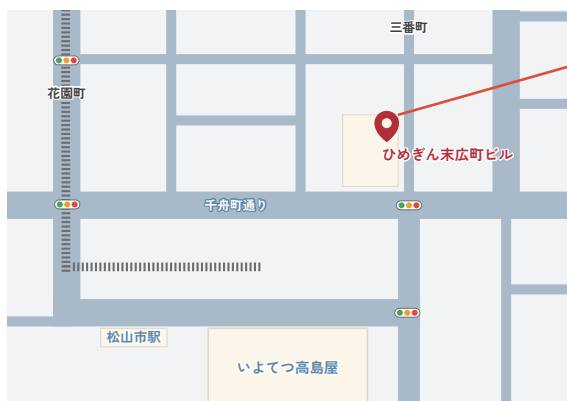 三番町
花園町
ひめぎん末広町ビル
千舟町通り
松山市駅
いよてつ高島屋